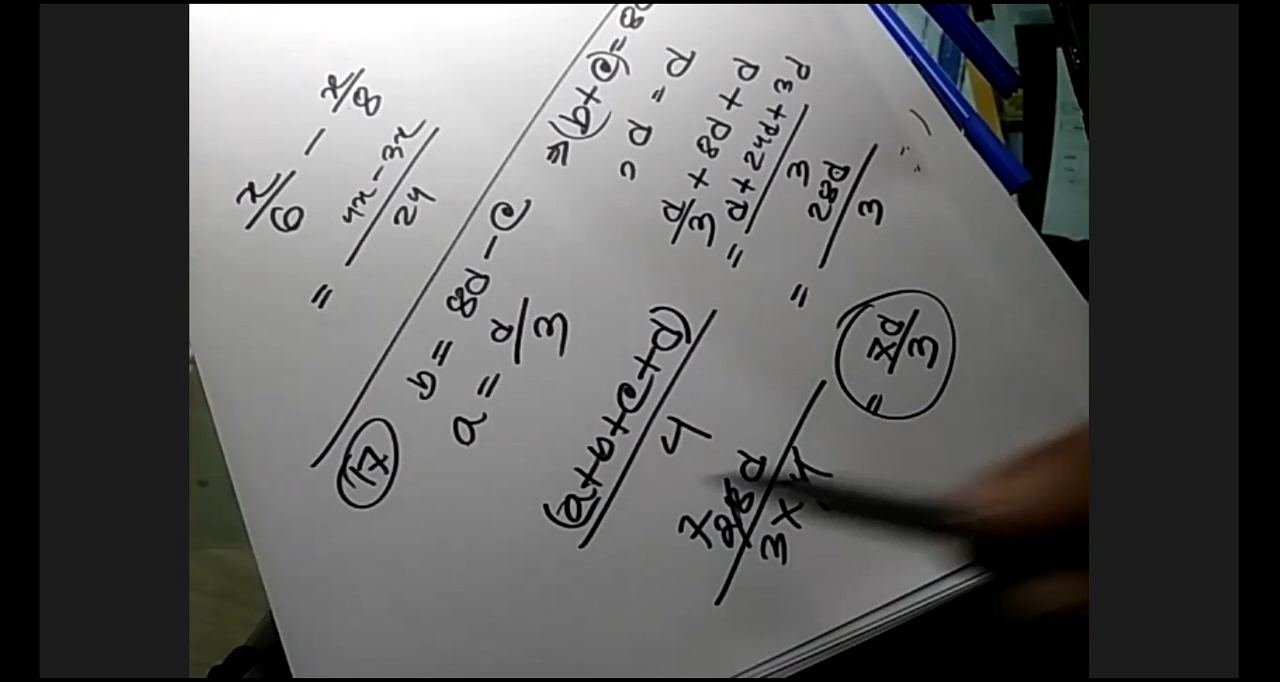 x/6 - x/8
= 4x - 3x / 24
(17) b = 8d - c ⇒ (b+c) = 8d
a = d/3 , d = d
(a+b+c+d) / 4
d/3 + 8d + d
= d + 24d + 3d / 3
= 28d / 3
7 28d / 3 × 4
= 7d/3